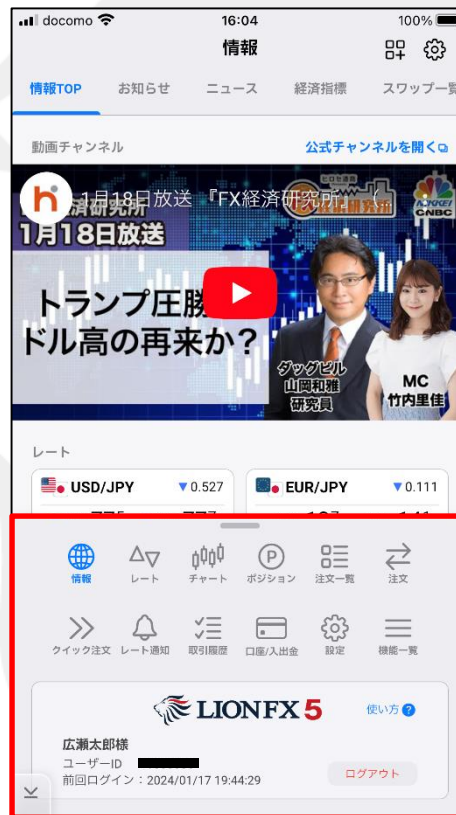 docomo 16:04 100%
情報
情報TOP お知らせ ニュース 経済指標 スワップ一覧
動画チャンネル 公式チャンネルを開く
1月18日放送 『FX経済研究所』
ヒロセ通商
NIKKEI CNBC
1月18日放送
トランプ圧勝
ドル高の再来か?
ダッグビル
山岡和雅
研究員
MC
竹内里佳
レート
USD/JPY ▼0.527 EUR/JPY ▼0.111
情報 レート チャート ポジション 注文一覧 注文
クイック注文 レート通知 取引履歴 口座/入出金 設定 機能一覧
LIONFX 5 使い方 ?
広瀬太郎様
ユーザーID
前回ログイン:2024/01/17 19:44:29
ログアウト